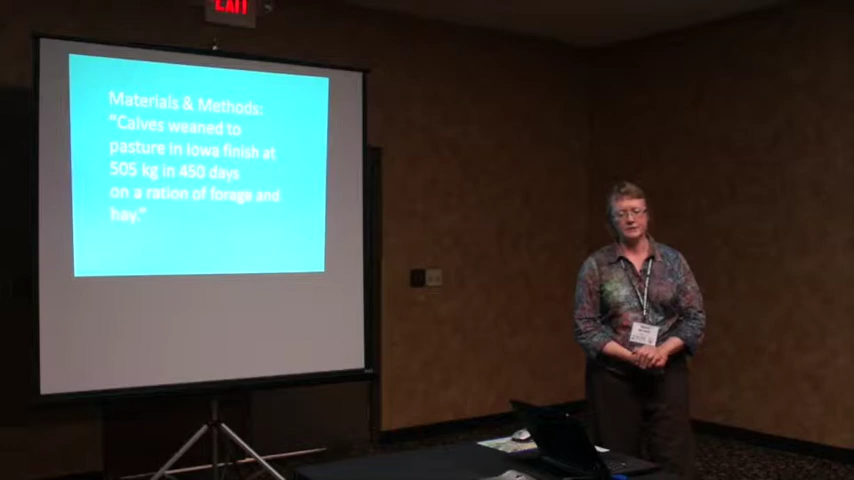 EXIT
Materials & Methods:
"Calves weaned to
pasture in Iowa finish at
505 kg in 450 days
on a ration of forage and
hay."